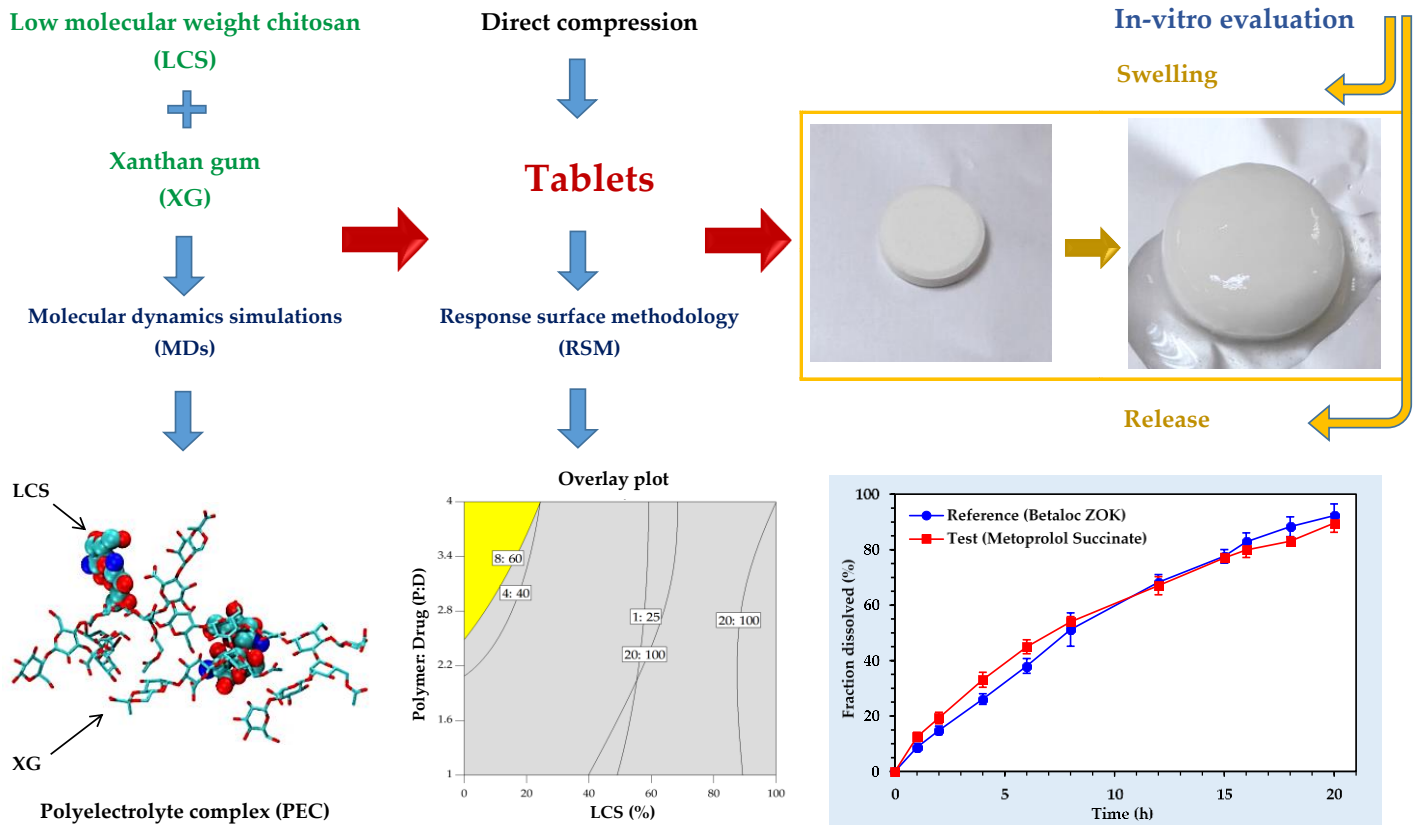 Low molecular weight chitosan
(LCS)
Xanthan gum
(XG)
Molecular dynamics simulations
(MDs)
LCS
XG
Polyelectrolyte complex (PEC)
Direct compression
Tablets
Response surface methodology
(RSM)
Overlay plot
Polymer: Drug (P:D)
4
3.4
2.8
2.2
1.6
1
8: 60
4: 40
1: 25
20: 100
20: 100
0
20
40
60
80
100
LCS (%)
In-vitro evaluation
Swelling
Release
Fraction dissolved (%)
100
80
60
40
20
0
Reference (Betaloc ZOK)
Test (Metoprolol Succinate)
0
5
10
15
20
Time (h)